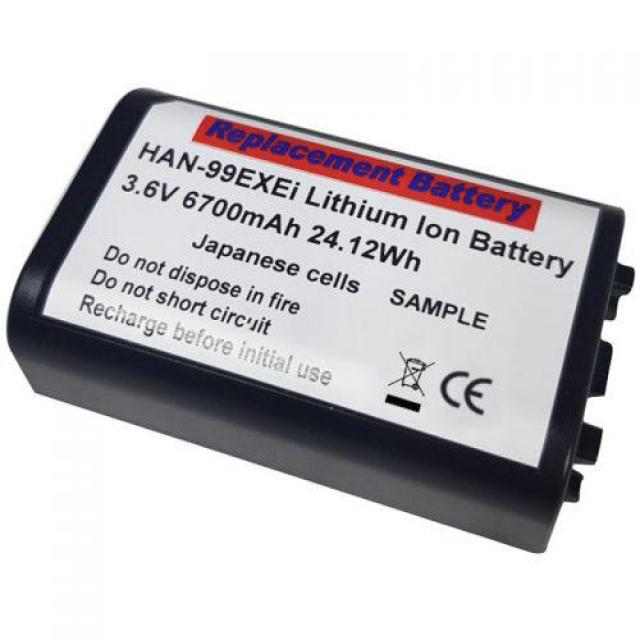 Replacement Battery
HAN-99EXEi Lithium Ion Battery
3.6V 6700mAh 24.12Wh
Japanese cells
SAMPLE
Do not dispose in fire
Do not short circuit
Recharge before initial use
CE